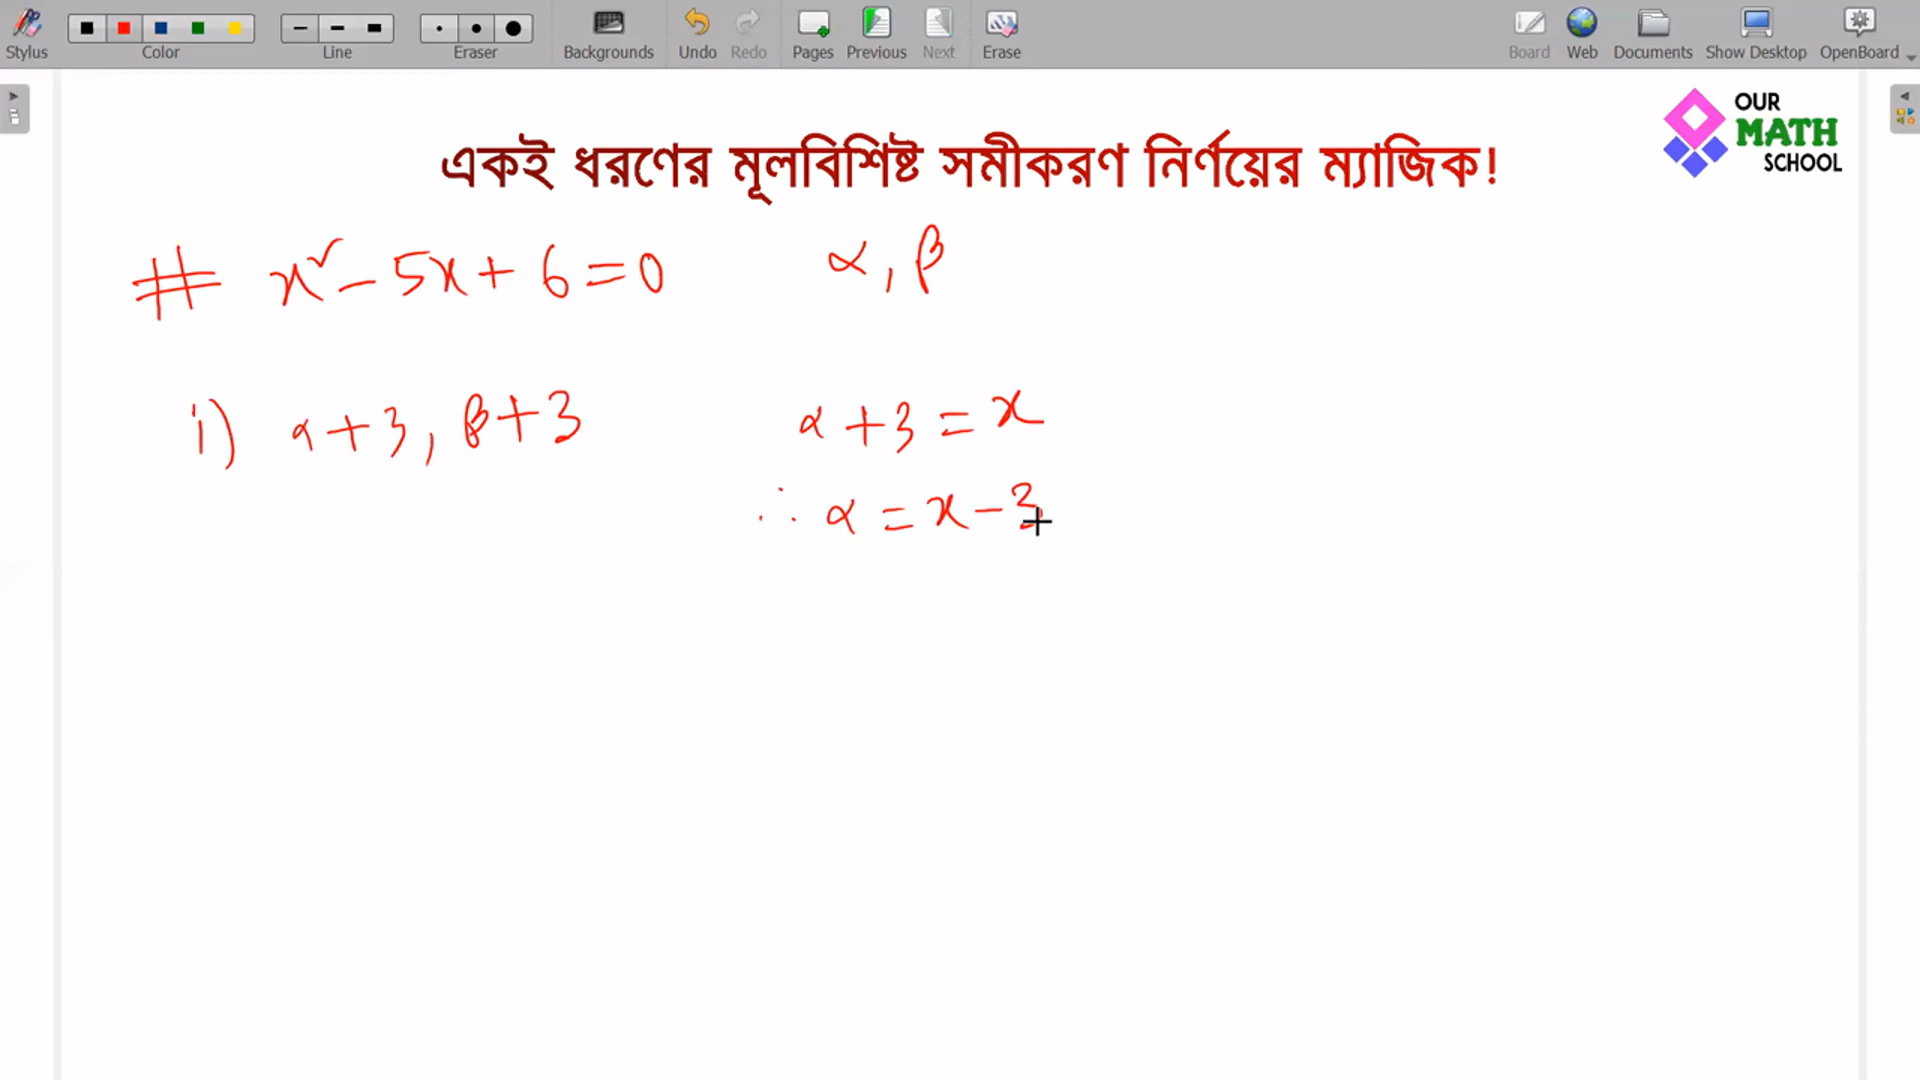 Stylus Color Line Eraser Backgrounds Undo Redo Pages Previous Next Erase Board Web Documents Show Desktop OpenBoard
OUR
MATH
SCHOOL
একই ধরণের মূলবিশিষ্ট সমীকরণ নির্ণয়ের ম্যাজিক!
# x² - 5x + 6 = 0 α, β
i) α + 3, β + 3 α + 3 = x
∴ α = x - 3